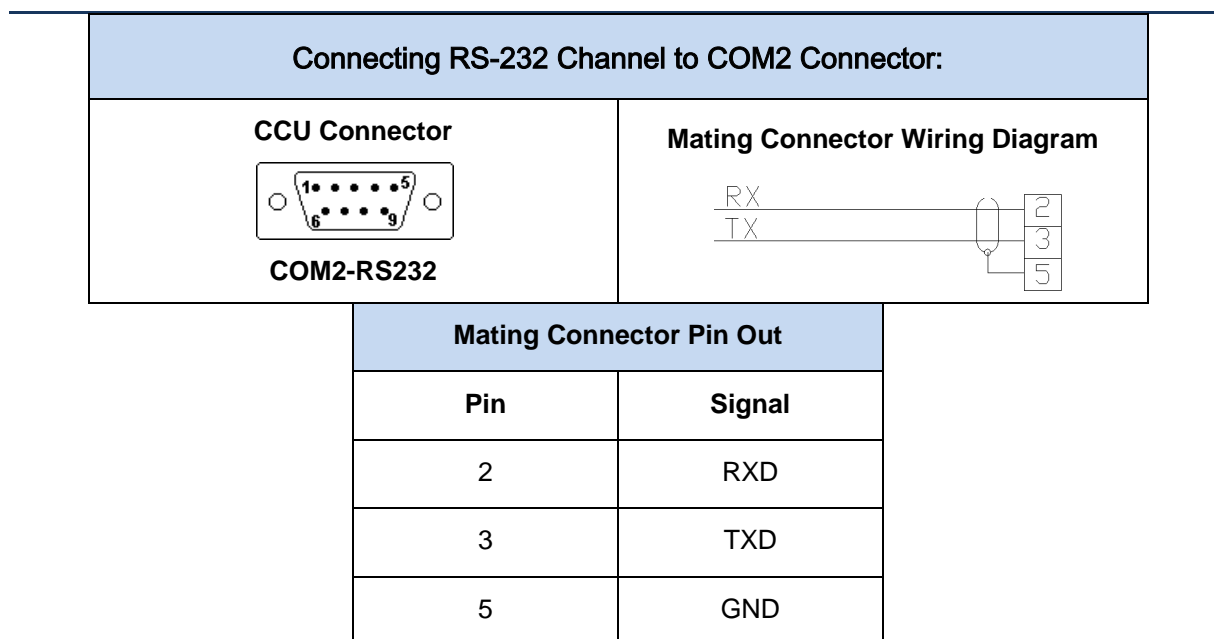 Connecting RS-232 Channel to COM2 Connector:
CCU Connector
1 5
6 9
COM2-RS232
Mating Connector Wiring Diagram
RX 2
TX 3
5
Mating Connector Pin Out
Pin Signal
2 RXD
3 TXD
5 GND